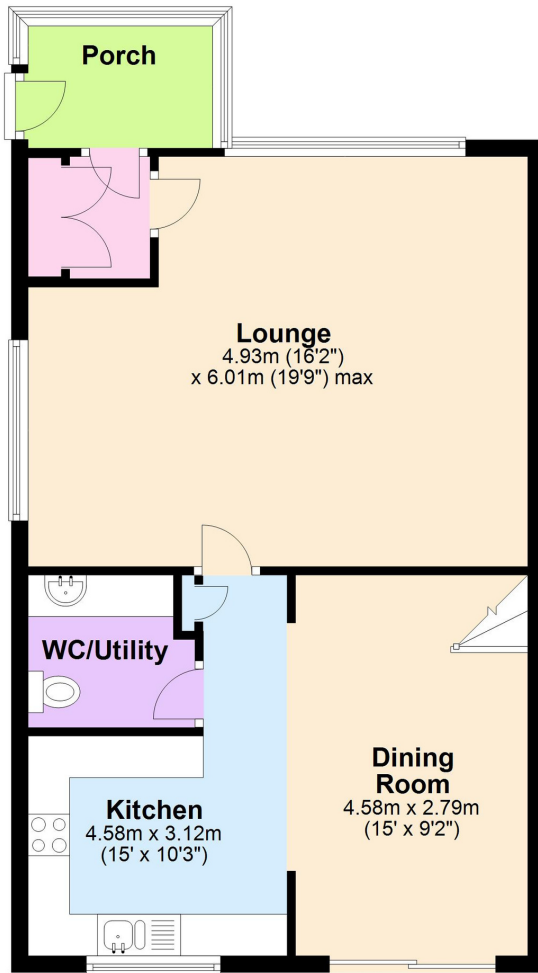 Porch
Lounge
4.93m (16'2")
x 6.01m (19'9") max
WC/Utility
Dining
Room
4.58m x 2.79m
(15' x 9'2")
Kitchen
4.58m x 3.12m
(15' x 10'3")